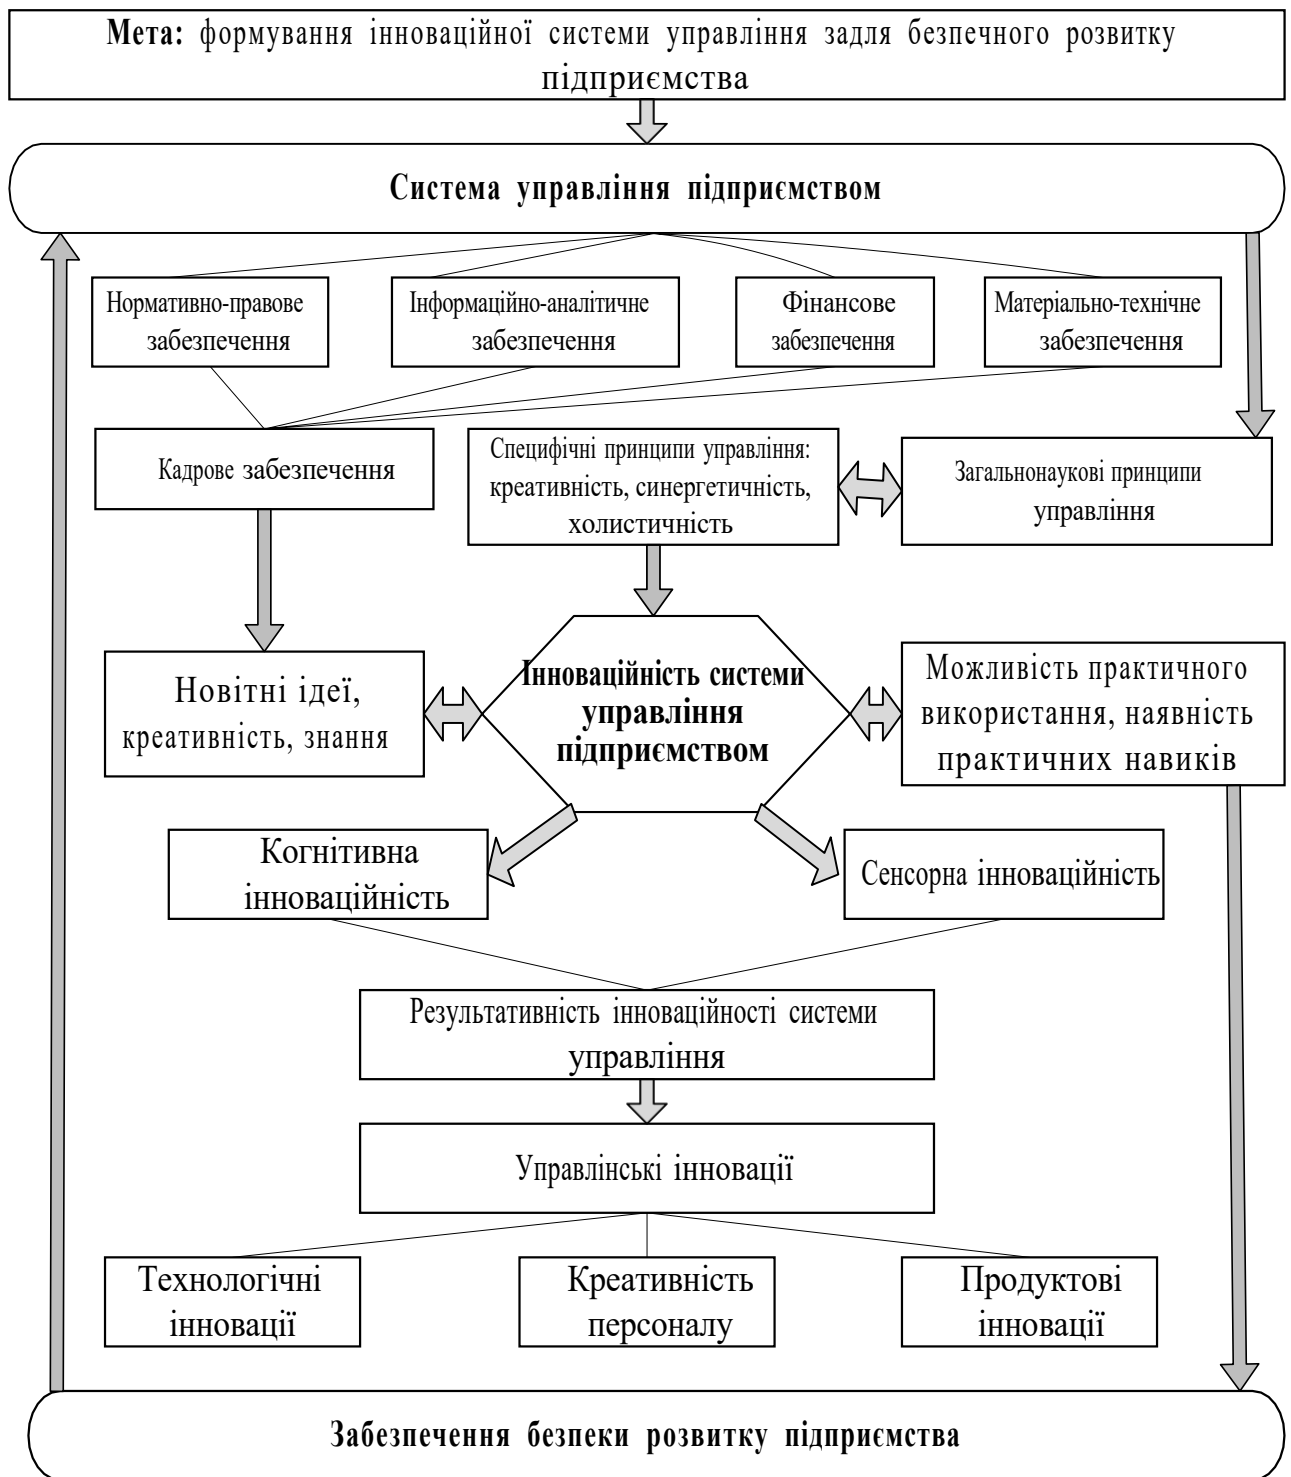 Мета: формування інноваційної системи управління задля безпечного розвитку
підприємства
Система управління підприємством
Нормативно-правове
забезпечення
Інформаційно-аналітичне
забезпечення
Фінансове
забезпечення
Матеріально-технічне
забезпечення
Кадрове забезпечення
Специфічні принципи управління:
креативність, синергетичність,
холистичність
Загальнонаукові принципи
управління
Новітні ідеї,
креативність, знання
Інноваційність системи
управління
підприємством
Можливість практичного
використання, наявність
практичних навиків
Когнітивна
інноваційність
Сенсорна інноваційність
Результативність інноваційності системи
управління
Управлінські інновації
Технологічні
інновації
Креативність
персоналу
Продуктові
інновації
Забезпечення безпеки розвитку підприємства